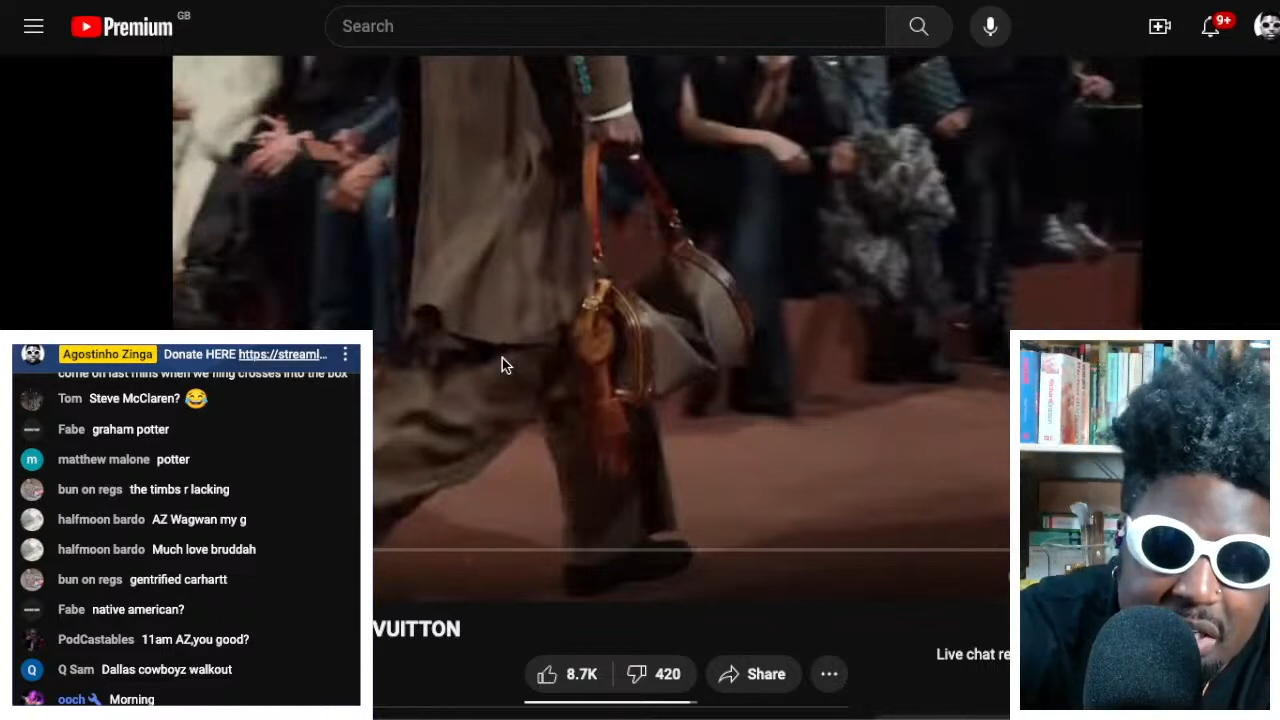 Premium GB
Search
9+
Agostinho Zinga Donate HERE https://streaml...
come on last mins when we fling crosses into the box
Tom Steve McClaren? 😂
Fabe graham potter
m matthew malone potter
bun on regs the timbs r lacking
halfmoon bardo AZ Wagwan my g
halfmoon bardo Much love bruddah
bun on regs gentrified carhartt
Fabe native american?
PodCastables 11am AZ,you good?
Q Q Sam Dallas cowboyz walkout
ooch Morning
VUITTON
8.7K 420 Share
Live chat re